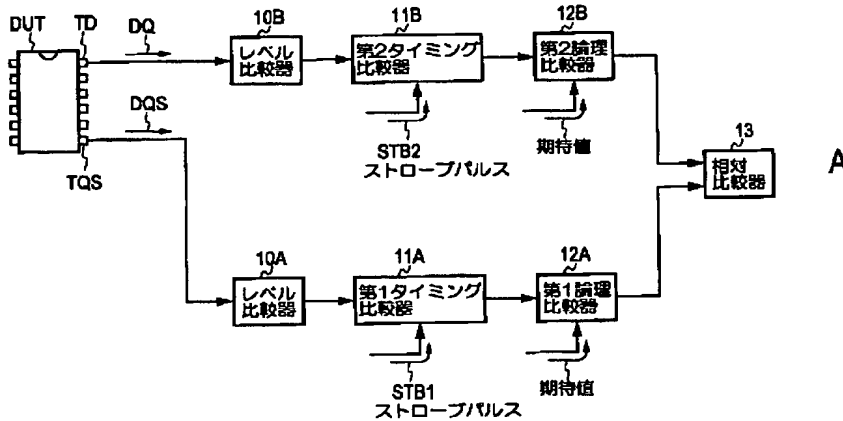 DUT
TD
DQ
DQS
TQS
10B
レベル
比較器
11B
第2タイミング
比較器
STB2
ストローブパルス
12B
第2論理
比較器
期待値
13
相対
比較器
A
10A
レベル
比較器
11A
第1タイミング
比較器
STB1
ストローブパルス
12A
第1論理
比較器
期待値